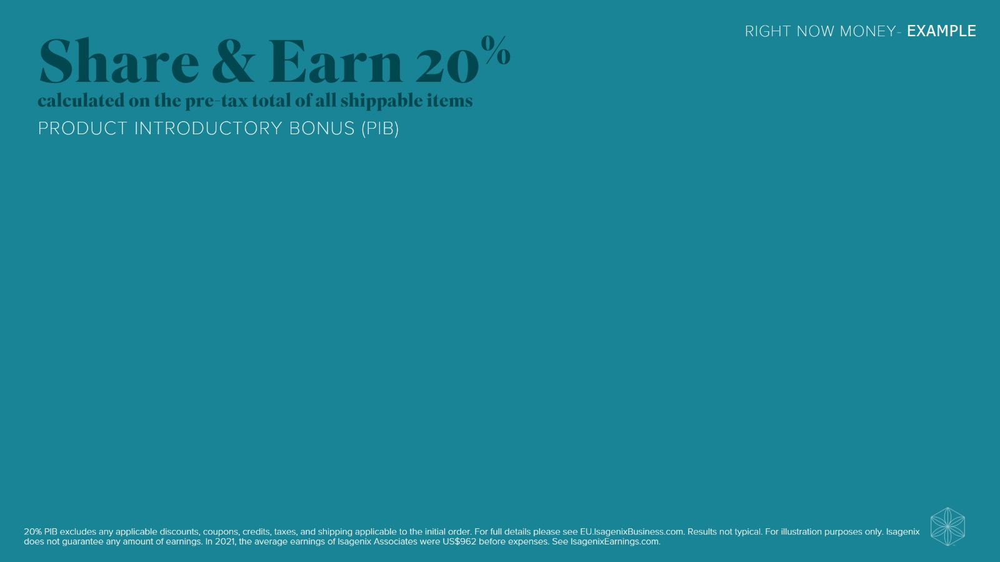 RIGHT NOW MONEY- EXAMPLE
Share & Earn 20%
calculated on the pre-tax total of all shippable items
PRODUCT INTRODUCTORY BONUS (PIB)
20% PIB excludes any applicable discounts, coupons, credits, taxes, and shipping applicable to the initial order. For full details please see EU.IsagenixBusiness.com. Results not typical. For illustration purposes only. Isagenix
does not guarantee any amount of earnings. In 2021, the average earnings of Isagenix Associates were US$962 before expenses. See IsagenixEarnings.com.